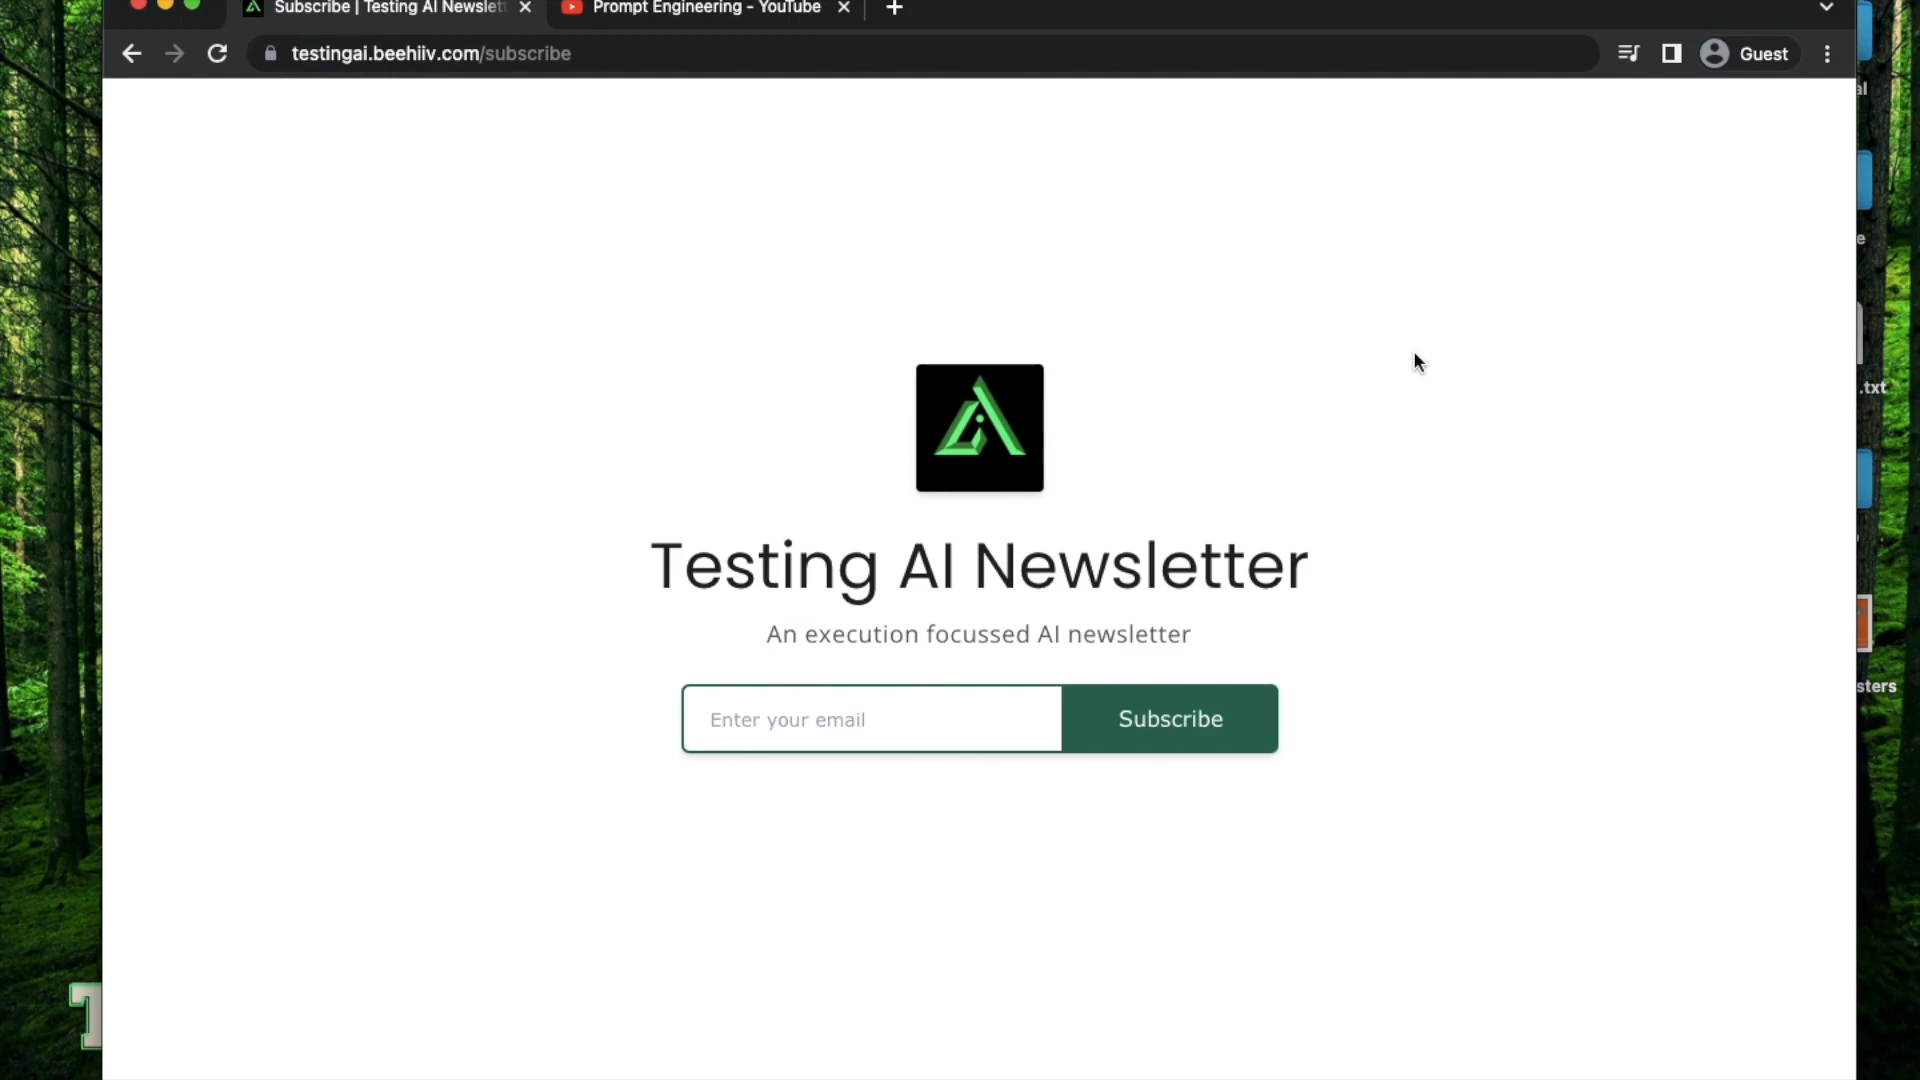 Subscribe | Testing AI Newslett
Prompt Engineering - YouTube
testingai.beehiiv.com/subscribe
Guest
Testing AI Newsletter
An execution focussed AI newsletter
Enter your email
Subscribe
.txt
sters